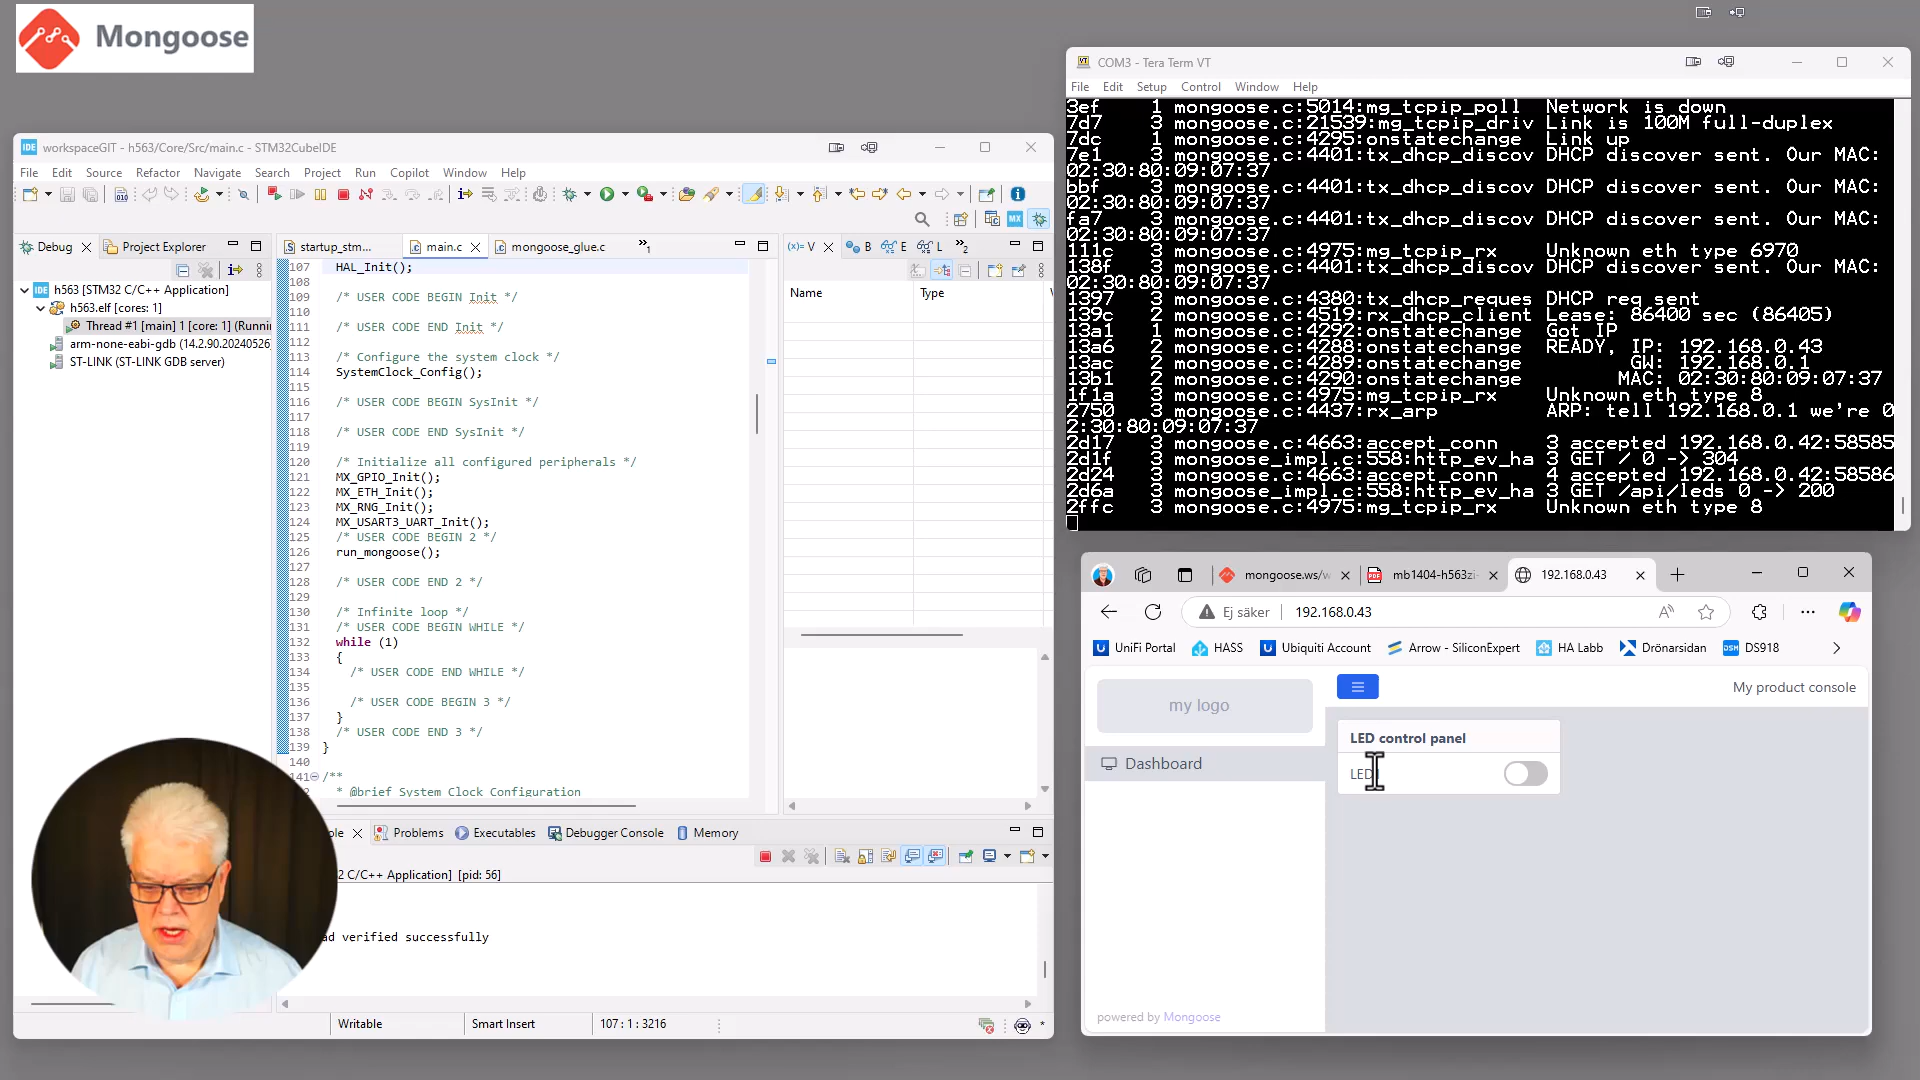 Mongoose
COM3 - Tera Term VT
File Edit Setup Control Window Help
3ef 1 mongoose.c:5014:mg_tcpip_poll Network is down
7d7 3 mongoose.c:21539:mg_tcpip_driv Link is 100M full-duplex
7dc 1 mongoose.c:4295:onstatechange Link up
7e1 3 mongoose.c:4401:tx_dhcp_discov DHCP discover sent. Our MAC:
02:30:80:09:07:37
bbf 3 mongoose.c:4401:tx_dhcp_discov DHCP discover sent. Our MAC:
02:30:80:09:07:37
fa7 3 mongoose.c:4401:tx_dhcp_discov DHCP discover sent. Our MAC:
02:30:80:09:07:37
111c 3 mongoose.c:4975:mg_tcpip_rx Unknown eth type 6970
138f 3 mongoose.c:4401:tx_dhcp_discov DHCP discover sent. Our MAC:
02:30:80:09:07:37
1397 2 mongoose.c:4380:tx_dhcp_reques DHCP req sent
139c 2 mongoose.c:4519:rx_dhcp_client Lease: 86400 sec (86405)
13a1 1 mongoose.c:4292:onstatechange Got IP
13a6 2 mongoose.c:4288:onstatechange READY, IP: 192.168.0.43
13ac 2 mongoose.c:4289:onstatechange GW: 192.168.0.1
13b1 2 mongoose.c:4290:onstatechange MAC: 02:30:80:09:07:37
1f1a 3 mongoose.c:4975:mg_tcpip_rx Unknown eth type 8
2750 3 mongoose.c:4437:rx_arp ARP: tell 192.168.0.1 we're 0
2:30:80:09:07:37
2d17 3 mongoose.c:4663:accept_conn 3 accepted 192.168.0.42:58585
2d1f 3 mongoose_impl.c:558:http_ev_ha 3 GET / 0 -> 304
2d24 3 mongoose.c:4663:accept_conn 4 accepted 192.168.0.42:58586
2d6a 3 mongoose_impl.c:558:http_ev_ha 3 GET /api/leds 0 -> 200
2ffc 3 mongoose.c:4975:mg_tcpip_rx Unknown eth type 8
IDE workspaceGIT - h563/Core/Src/main.c - STM32CubeIDE
File Edit Source Refactor Navigate Search Project Run Copilot Window Help
MX
Debug Project Explorer
IDE h563 [STM32 C/C++ Application]
h563.elf [cores: 1]
Thread #1 [main] 1 [core: 1] (Runni
arm-none-eabi-gdb (14.2.90.20240526
ST-LINK (ST-LINK GDB server)
startup_stm... main.c mongoose_glue.c
107 HAL_Init();
108
109 /* USER CODE BEGIN Init */
110
111 /* USER CODE END Init */
112
113 /* Configure the system clock */
114 SystemClock_Config();
115
116 /* USER CODE BEGIN SysInit */
117
118 /* USER CODE END SysInit */
119
120 /* Initialize all configured peripherals */
121 MX_GPIO_Init();
122 MX_ETH_Init();
123 MX_RNG_Init();
124 MX_USART3_UART_Init();
125 /* USER CODE BEGIN 2 */
126 run_mongoose();
127
128 /* USER CODE END 2 */
129
130 /* Infinite loop */
131 /* USER CODE BEGIN WHILE */
132 while (1)
133 {
134 /* USER CODE END WHILE */
135
136 /* USER CODE BEGIN 3 */
137 }
138 /* USER CODE END 3 */
139 }
140
141 /**
* @brief System Clock Configuration
(x)= V B E L
Name Type
ole Problems Executables Debugger Console Memory
2 C/C++ Application] [pid: 56]
ad verified successfully
Writable Smart Insert 107 : 1 : 3216
mongoose.ws/w mb1404-h563zi- 192.168.0.43
Ej säker 192.168.0.43
UniFi Portal HASS Ubiquiti Account Arrow - SiliconExpert HA Labb Drönarsidan DSM DS918
my logo My product console
LED control panel
Dashboard
powered by Mongoose